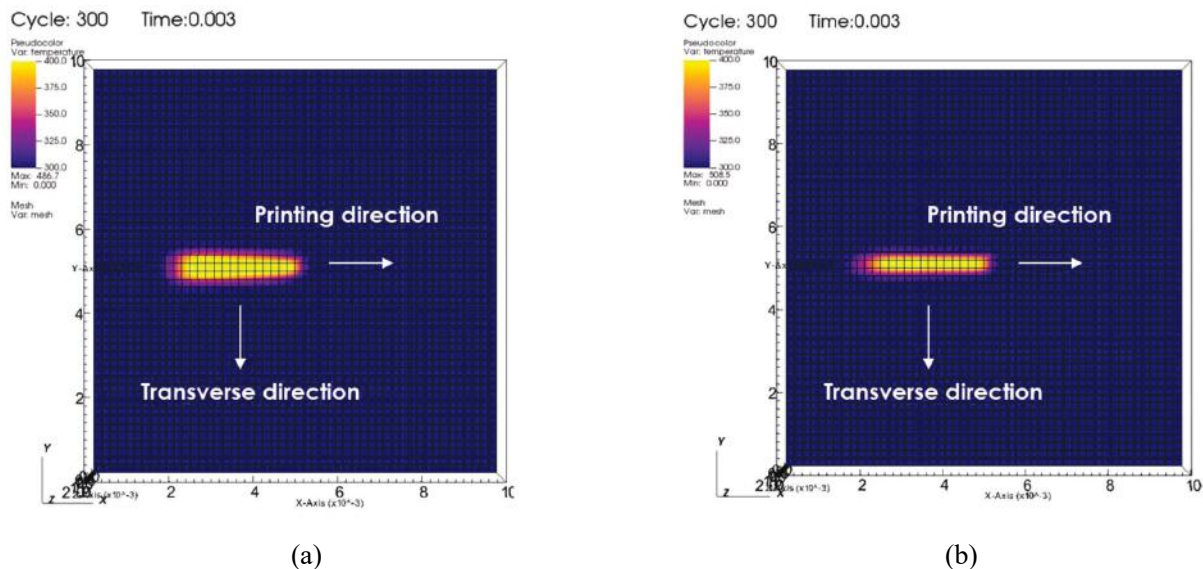 Cycle: 300 Time:0.003
Pseudocolor
Var: temperature
400.0
375.0
350.0
325.0
300.0
Max: 486.7
Min: 0.000
Mesh
Var: mesh
10
8
6
4
2
Printing direction
Transverse direction
Y
Z X
2 4 6 8 10
X-Axis (x10^-3)
(a)
Cycle: 300 Time:0.003
Pseudocolor
Var: temperature
400.0
375.0
350.0
325.0
300.0
Max: 508.5
Min: 0.000
Mesh
Var: mesh
10
8
6
4
2
Printing direction
Transverse direction
Y
Z X
2 4 6 8 10
X-Axis (x10^-3)
(b)